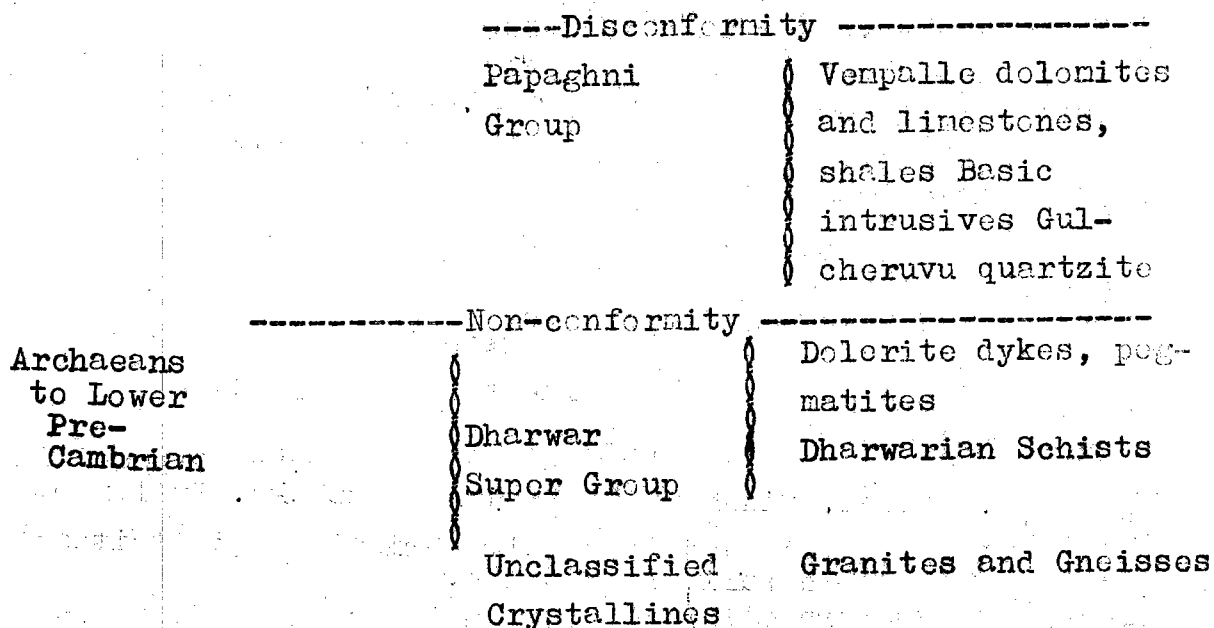 ----Disconformity ----------------
Papaghni Vempalle dolomites
Group and limestones,
shales Basic
intrusives Gul-
cheruvu quartzite
-----------Non-conformity --------------------
Archaeans Dolerite dykes, peg-
to Lower matites
Pre- Dharwar Dharwarian Schists
Cambrian Super Group
Unclassified Granites and Gneisses
Crystallines